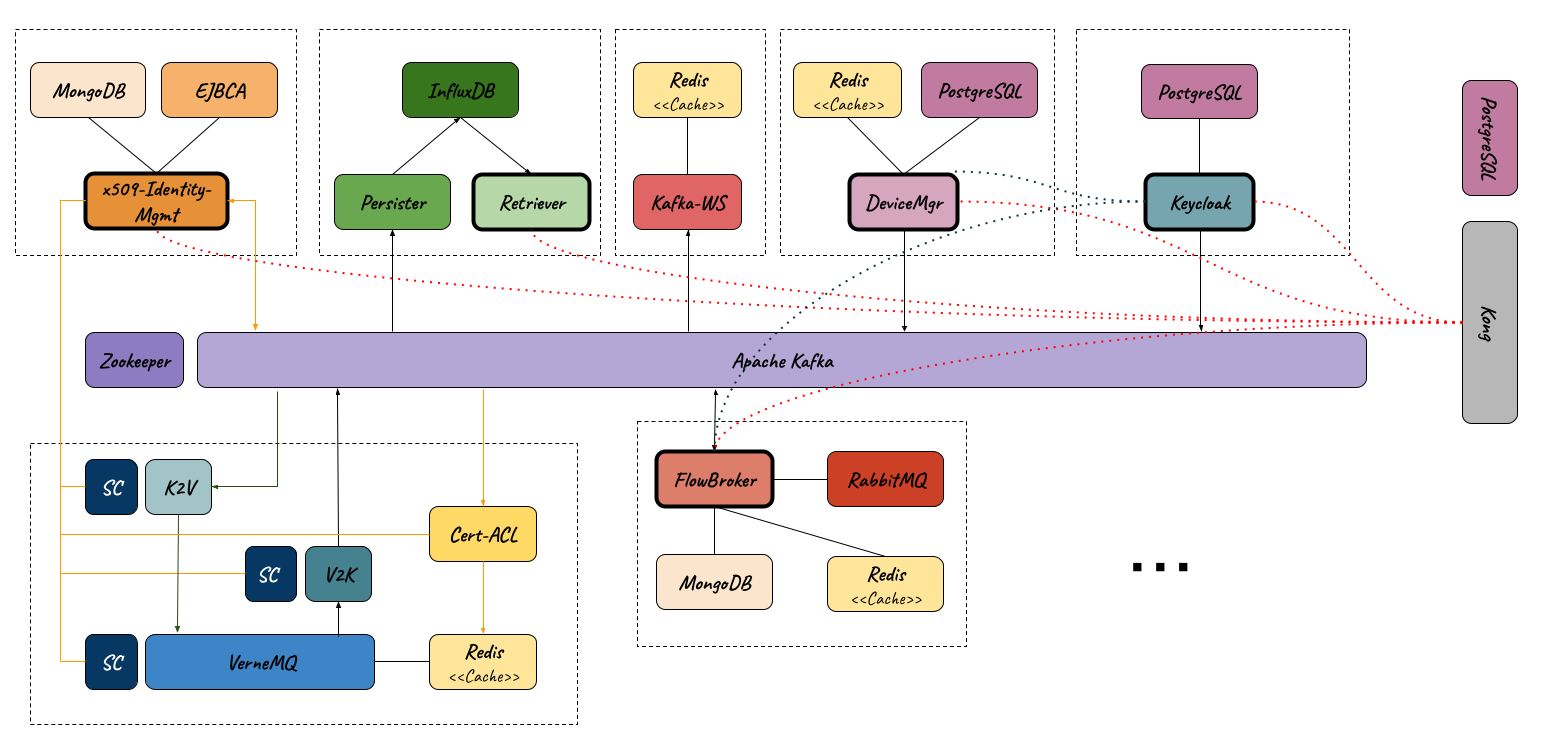 MongoDB
EJBCA
x509-Identity-
Mgmt
InfluxDB
Persister
Retriever
Redis
<<Cache>>
Kafka-WS
Redis
<<Cache>>
PostgreSQL
DeviceMgr
PostgreSQL
Keycloak
PostgreSQL
Kong
Zookeeper
Apache Kafka
SC
K2V
Cert-ACL
SC
V2K
SC
VerneMQ
Redis
<<Cache>>
FlowBroker
RabbitMQ
MongoDB
Redis
<<Cache>>
...